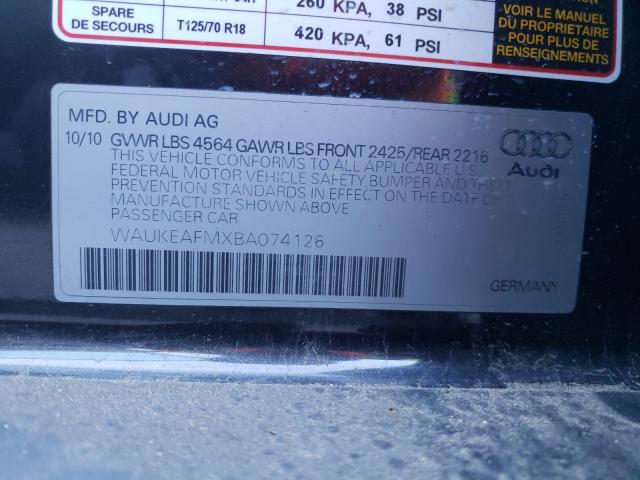 260 KPA, 38 PSI
SPARE
DE SECOURS
T125/70 R18
420 KPA, 61 PSI
VOIR LE MANUEL
DU PROPRIETAIRE
POUR PLUS DE
RENSEIGNEMENTS
MFD. BY AUDI AG
10/10 GVWR LBS 4564 GAWR LBS FRONT 2425/REAR 2216
THIS VEHICLE CONFORMS TO ALL APPLICABLE U.S.
FEDERAL MOTOR VEHICLE SAFETY, BUMPER AND THEFT
PREVENTION STANDARDS IN EFFECT ON THE DATE OF
MANUFACTURE SHOWN ABOVE
PASSENGER CAR
Audi
WAUKEAFMXBA074126
GERMANY